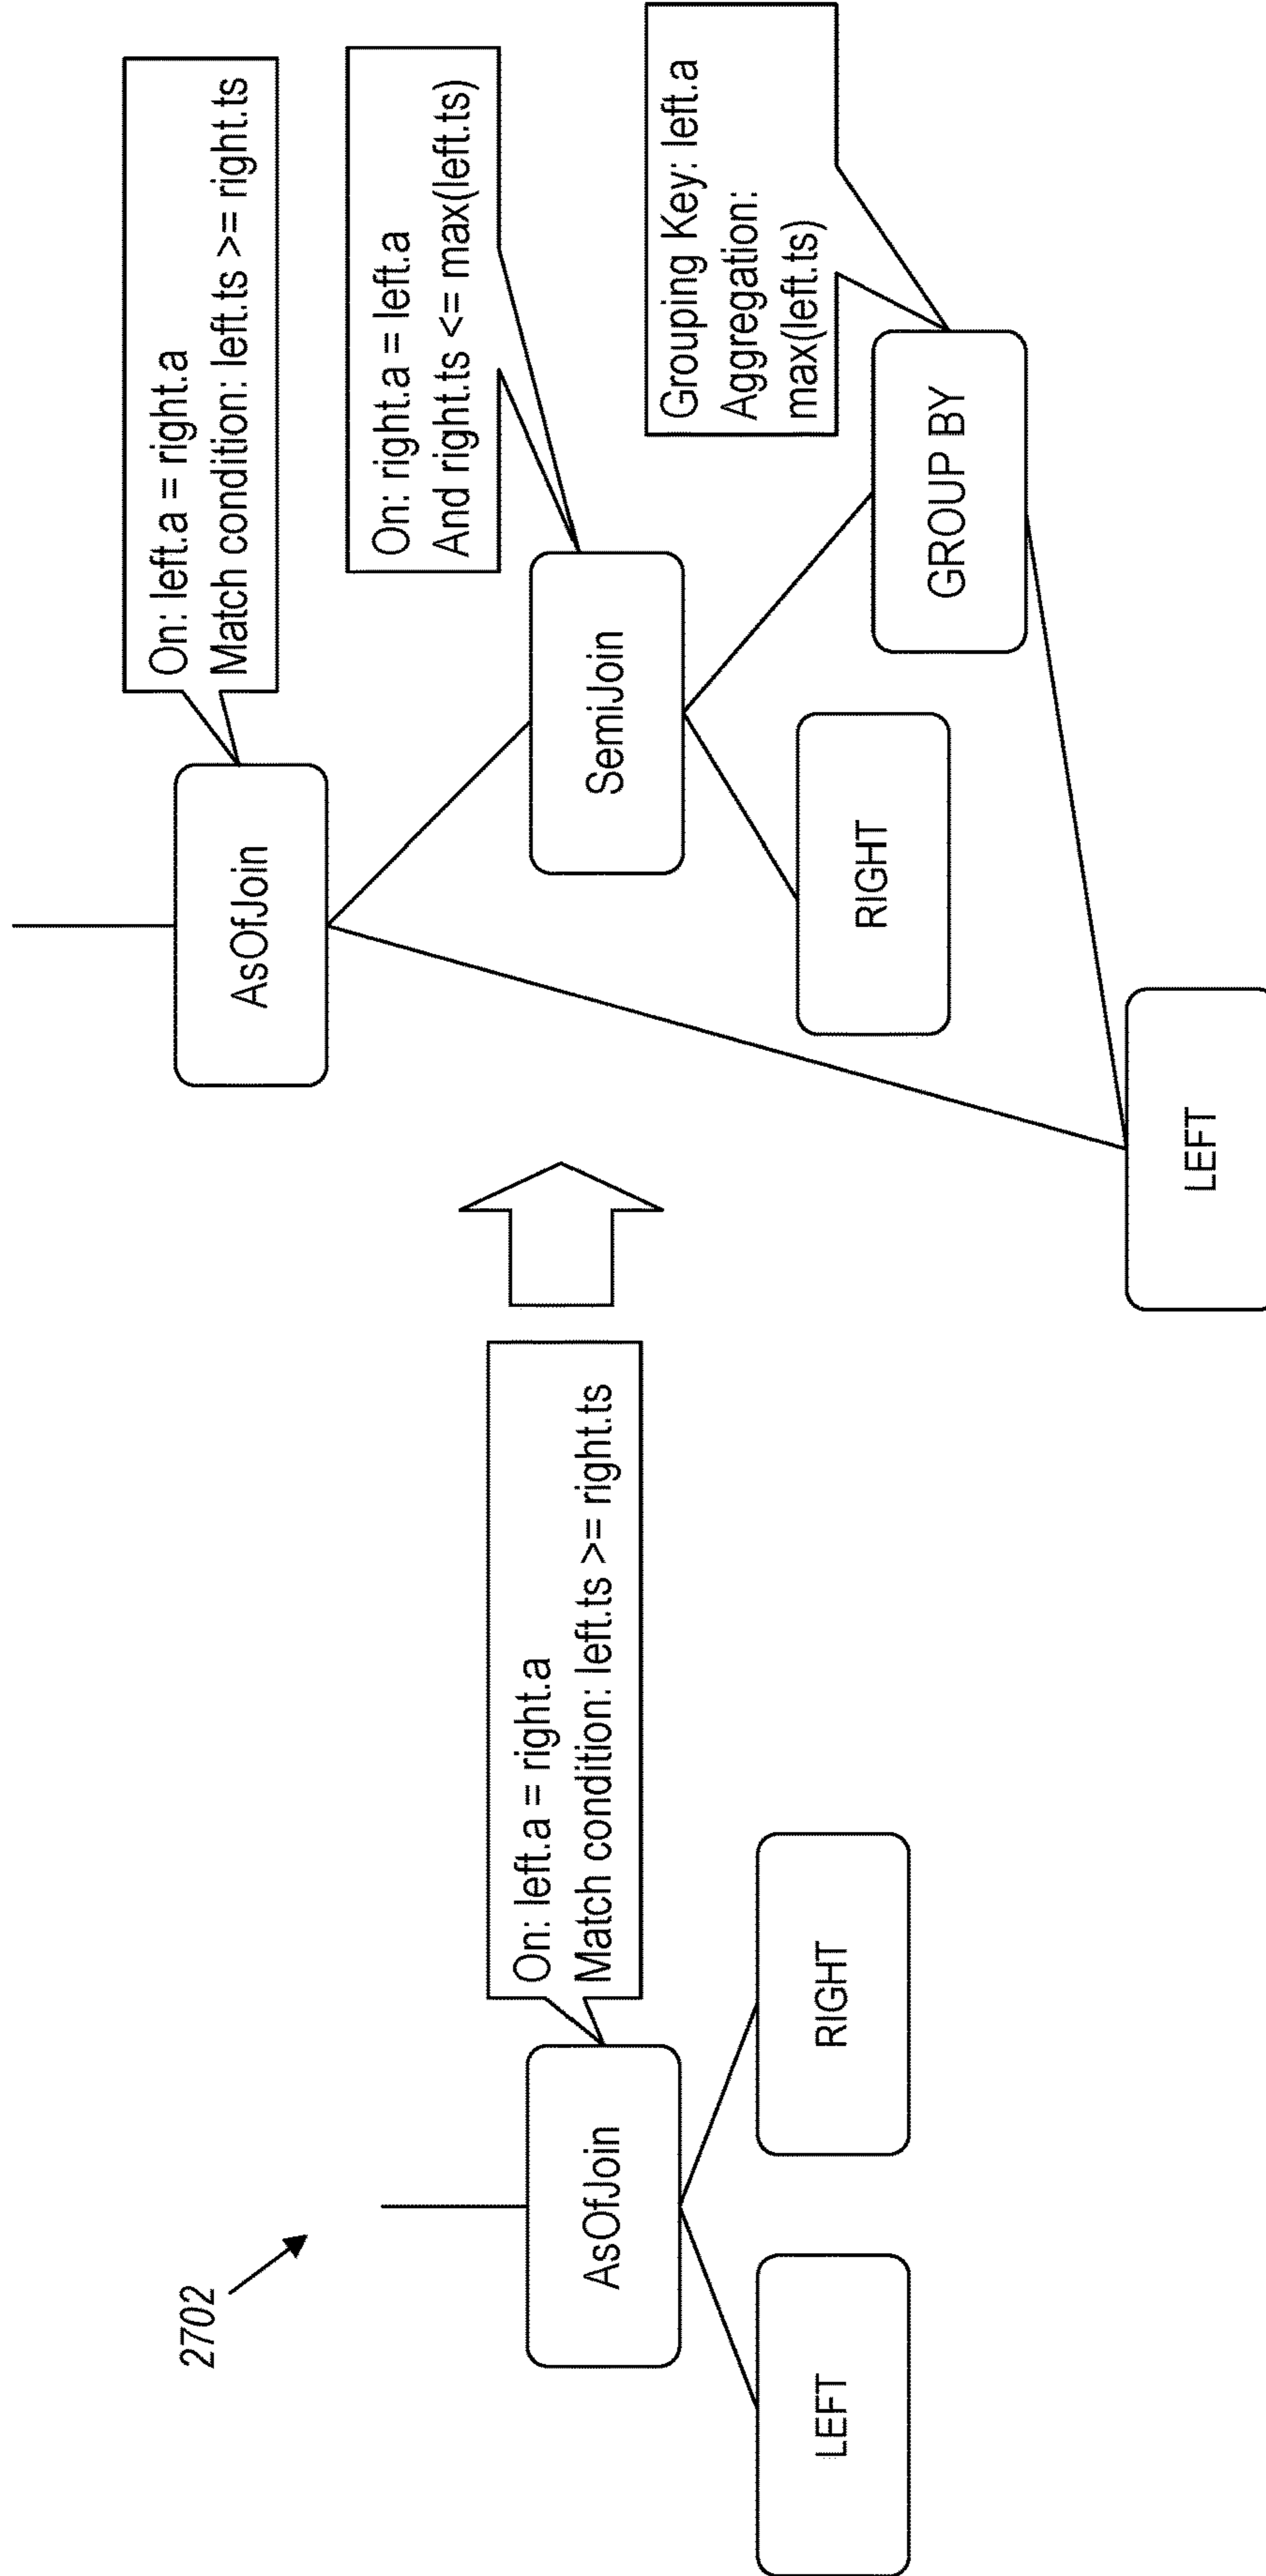 2702
AsOfJoin
On: left.a = right.a
Match condition: left.ts >= right.ts
LEFT
RIGHT
AsOfJoin
On: left.a = right.a
Match condition: left.ts >= right.ts
SemiJoin
On: right.a = left.a
And right.ts <= max(left.ts)
RIGHT
GROUP BY
Grouping Key: left.a
Aggregation:
max(left.ts)
LEFT